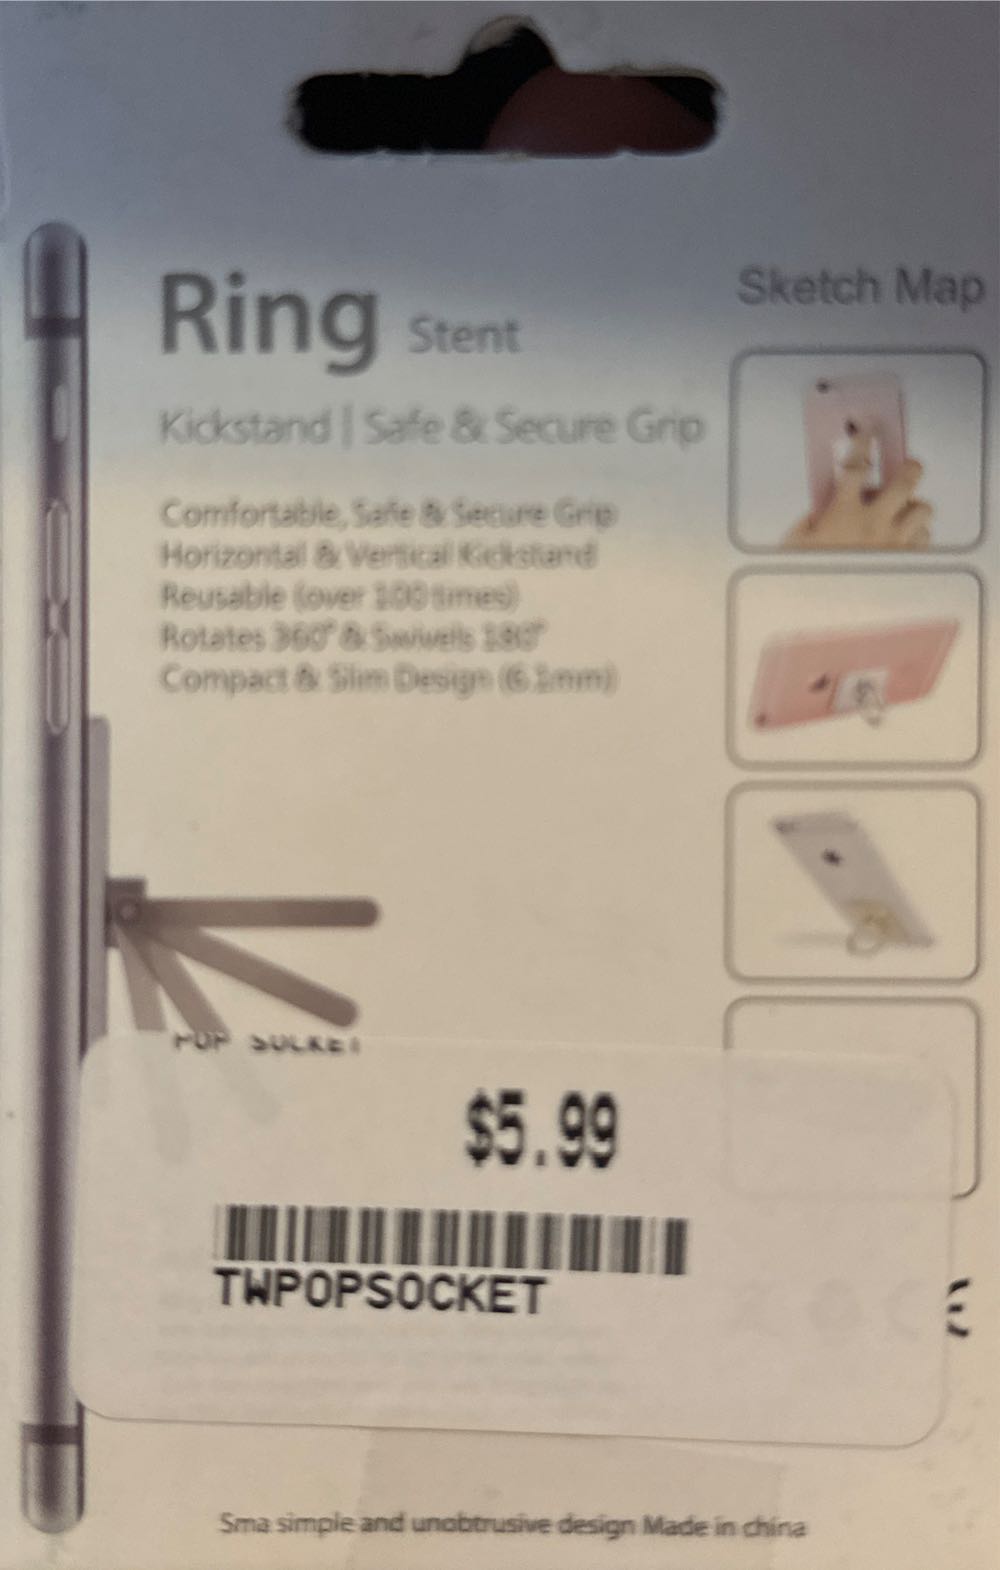 Ring Stent
Sketch Map
Kickstand | Safe & Secure Grip
Comfortable, Safe & Secure Grip
Horizontal & Vertical Kickstand
Reusable (over 100 times)
Rotates 360° & Swivels 180°
Compact & Slim Design (6.1mm)
POP SOCKET
$5.99
TWPOPSOCKET
Sma simple and unobtrusive design Made in china